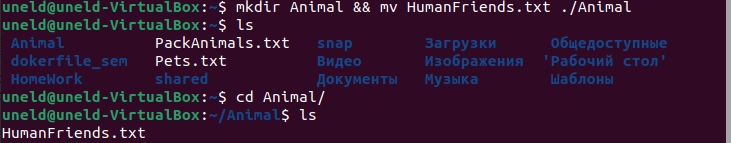 uneld@uneld-VirtualBox:~$ mkdir Animal && mv HumanFriends.txt ./Animal
uneld@uneld-VirtualBox:~$ ls
Animal PackAnimals.txt snap Загрузки Общедоступные
dokerfile_sem Pets.txt Видео Изображения 'Рабочий стол'
HomeWork shared Документы Музыка Шаблоны
uneld@uneld-VirtualBox:~$ cd Animal/
uneld@uneld-VirtualBox:~/Animal$ ls
HumanFriends.txt